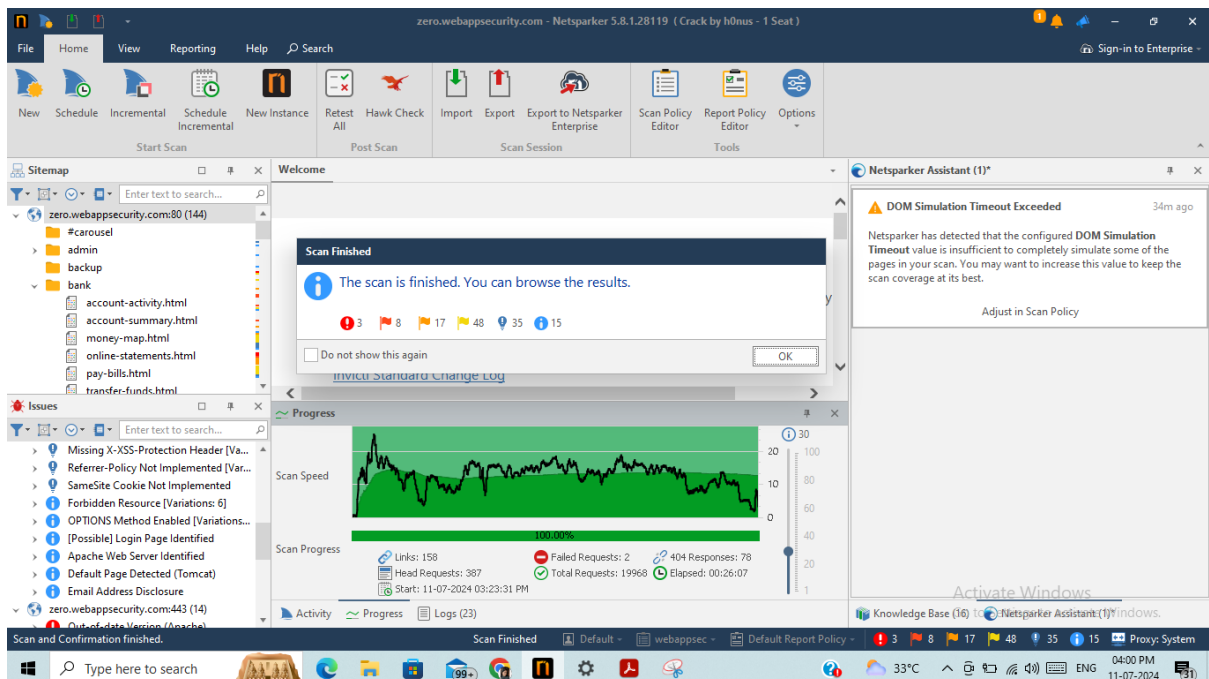 zero.webappsecurity.com - Netsparker 5.8.1.28119 (Crack by h0nus - 1 Seat )
1
File Home View Reporting Help Search
Sign-in to Enterprise
New Schedule Incremental Schedule Incremental New Instance Retest All Hawk Check Import Export Export to Netsparker Enterprise Scan Policy Editor Report Policy Editor Options
Start Scan Post Scan Scan Session Tools
Sitemap
Enter text to search...
zero.webappsecurity.com:80 (144)
#carousel
admin
backup
bank
account-activity.html
account-summary.html
money-map.html
online-statements.html
pay-bills.html
transfer-funds.html
Issues
Enter text to search...
Missing X-XSS-Protection Header [Va...
Referrer-Policy Not Implemented [Var...
SameSite Cookie Not Implemented
Forbidden Resource [Variations: 6]
OPTIONS Method Enabled [Variations...
[Possible] Login Page Identified
Apache Web Server Identified
Default Page Detected (Tomcat)
Email Address Disclosure
zero.webappsecurity.com:443 (14)
Out-of-date Version (Apache)
Welcome
Scan Finished
The scan is finished. You can browse the results.
3 8 17 48 35 15
Do not show this again
OK
y
Invicti Standard Change Log
Progress
Scan Speed
20
10
0
30
100
80
60
40
20
1
Scan Progress
100.00%
Links: 158 Failed Requests: 2 404 Responses: 78
Head Requests: 387 Total Requests: 19968 Elapsed: 00:26:07
Start: 11-07-2024 03:23:31 PM
Activity Progress Logs (23)
Netsparker Assistant (1)*
DOM Simulation Timeout Exceeded 34m ago
Netsparker has detected that the configured DOM Simulation
Timeout value is insufficient to completely simulate some of the
pages in your scan. You may want to increase this value to keep the
scan coverage at its best.
Adjust in Scan Policy
Activate Windows
Knowledge Base (16) Netsparker Assistant (1)*
Scan and Confirmation finished. Scan Finished Default webappsec Default Report Policy 3 8 17 48 35 15 Proxy: System
Type here to search
99+
33°C
ENG
04:00 PM
11-07-2024
31